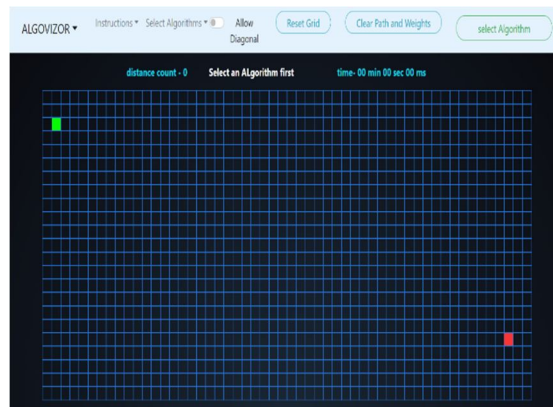 ALGOVIZOR Instructions Select Algorithms Allow Diagonal Reset Grid Clear Path and Weights select Algorithm
distance count - 0 Select an ALgorithm first time- 00 min 00 sec 00 ms